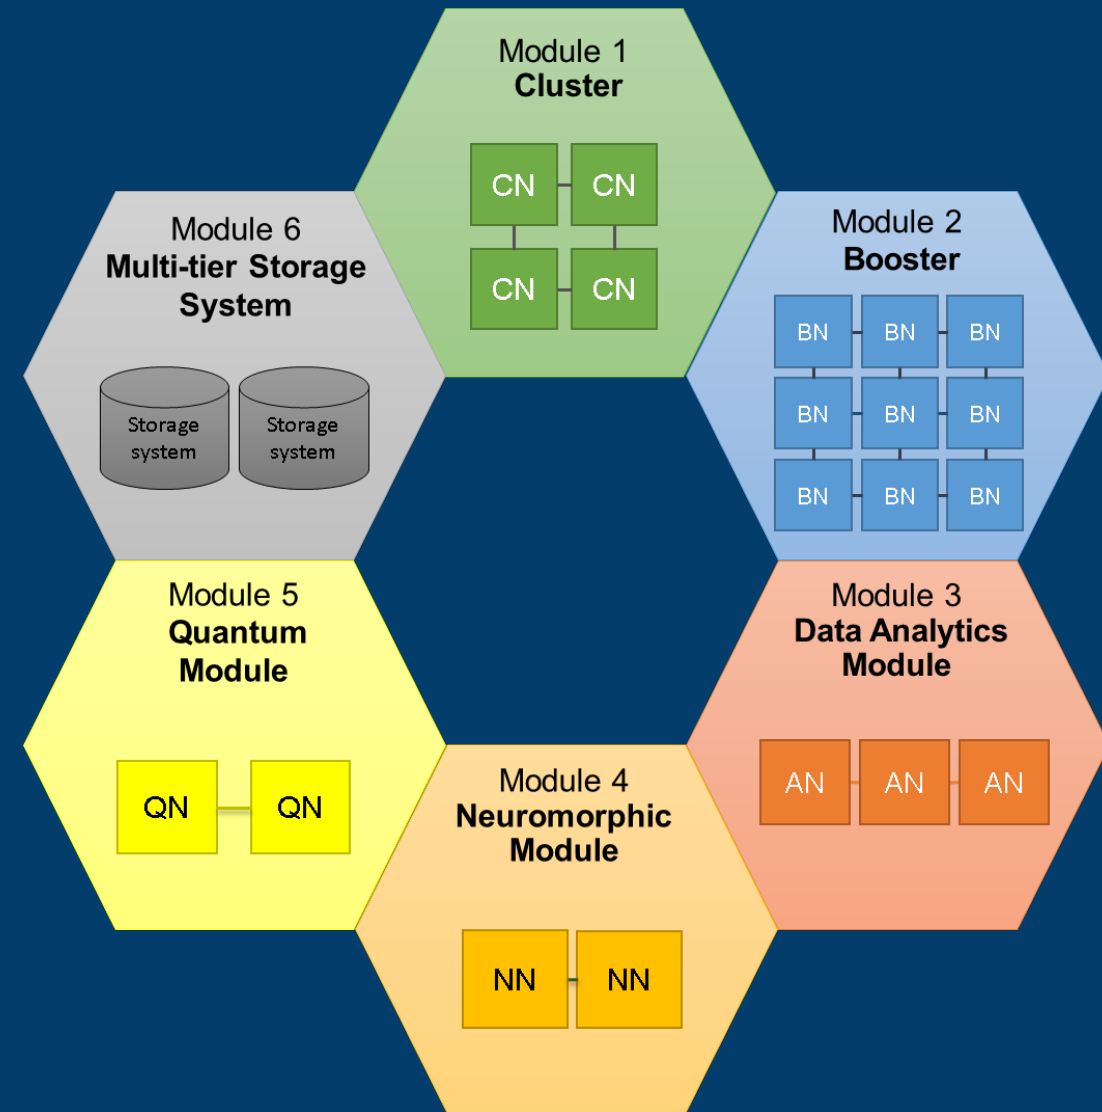 Module 1
Cluster
CN CN
CN CN
Module 2
Booster
BN BN BN
BN BN BN
BN BN BN
Module 3
Data Analytics
Module
AN AN AN
Module 4
Neuromorphic
Module
NN NN
Module 5
Quantum
Module
QN QN
Module 6
Multi-tier Storage
System
Storage
system
Storage
system